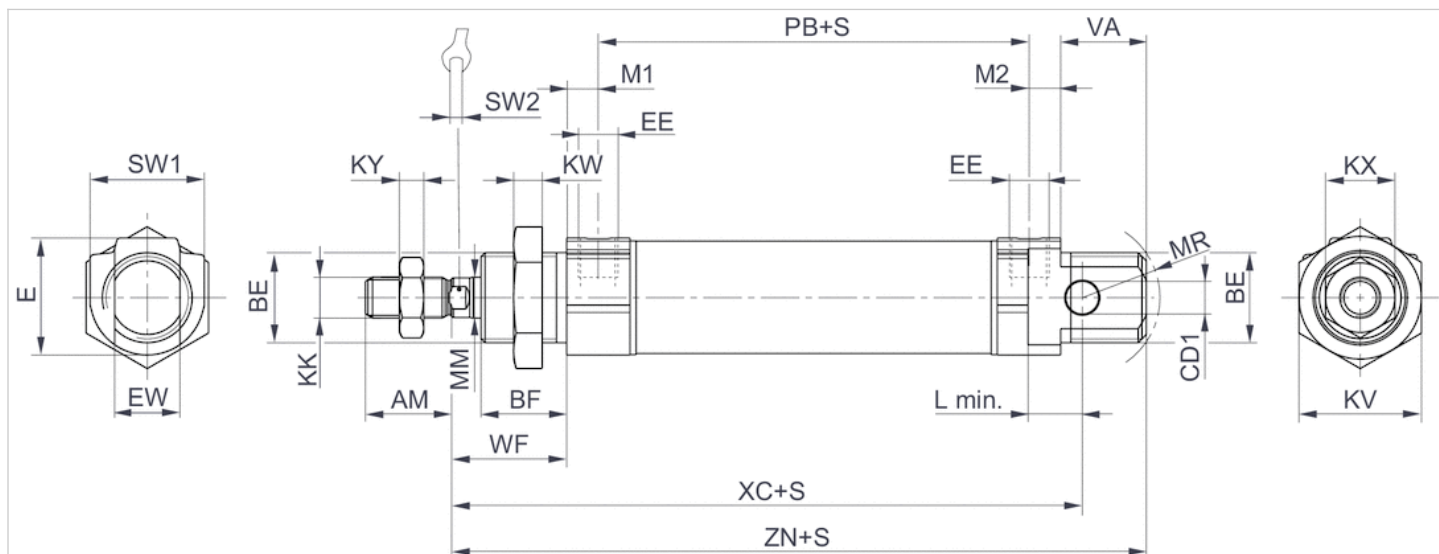 PB+S
VA
M1
M2
SW2
EE
SW1
KY
KW
EE
KX
E
BE
MR
BE
KK
MM
CD1
EW
AM
BF
L min.
KV
WF
XC+S
ZN+S